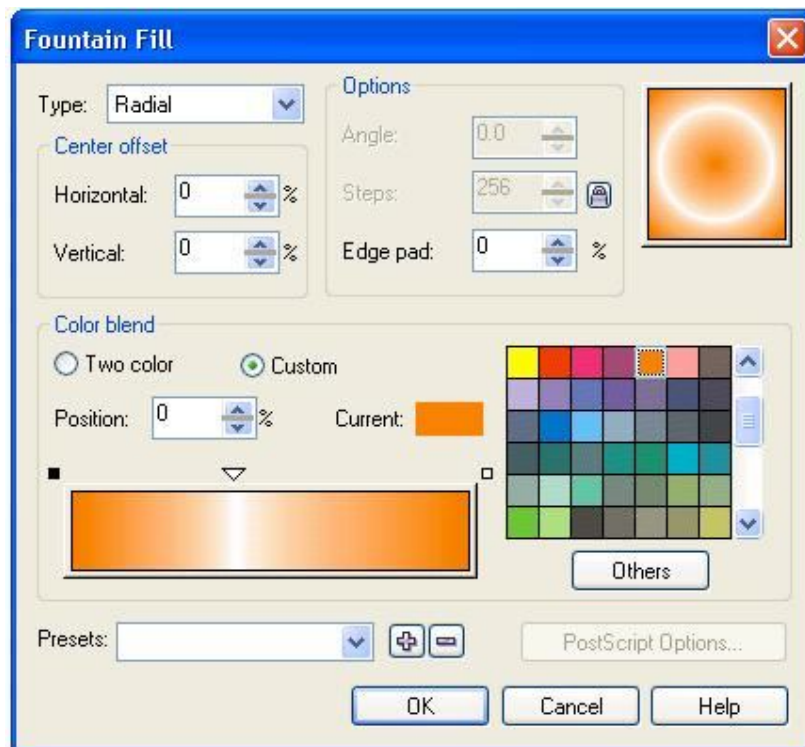 Fountain Fill
Type: Radial
Center offset
Horizontal: 0 %
Vertical: 0 %
Options
Angle: 0.0
Steps: 256
Edge pad: 0 %
Color blend
Two color Custom
Position: 0 % Current:
Others
Presets: PostScript Options...
OK Cancel Help